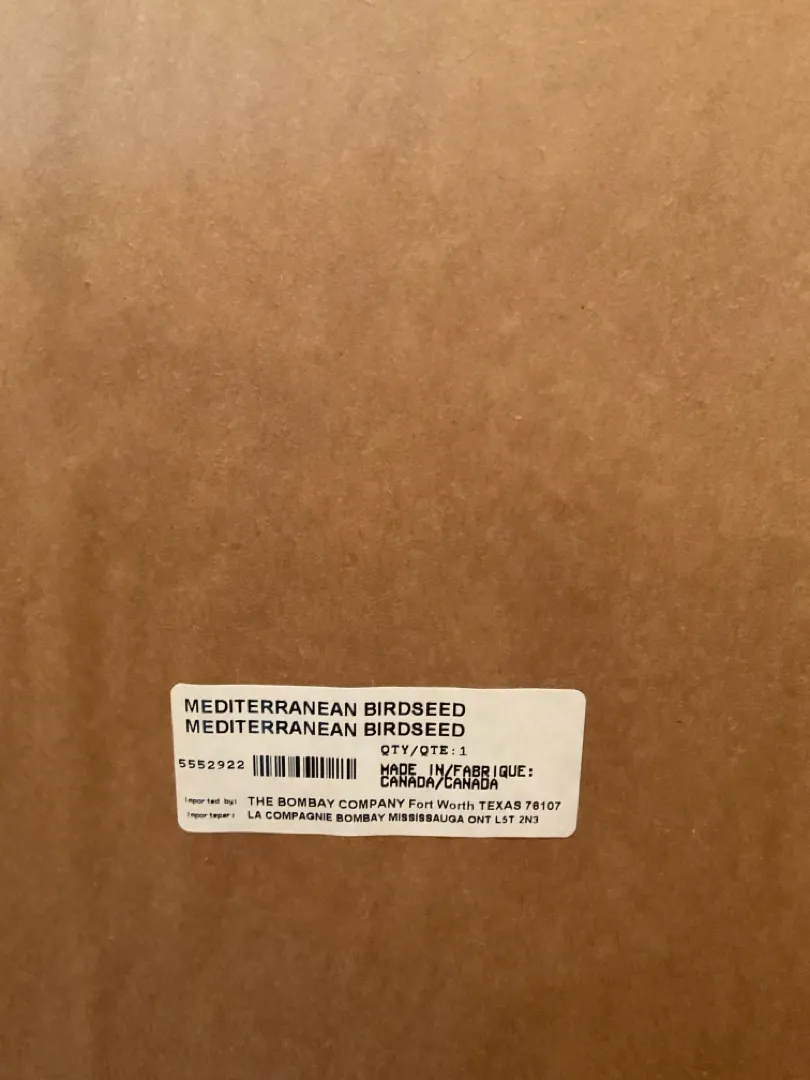 MEDITERRANEAN BIRDSEED
MEDITERRANEAN BIRDSEED
QTY/QTE:1
5552922
MADE IN/FABRIQUE:
CANADA/CANADA
Imported by: THE BOMBAY COMPANY Fort Worth TEXAS 76107
Importepar: LA COMPAGNIE BOMBAY MISSISSAUGA ONT L5T 2N3